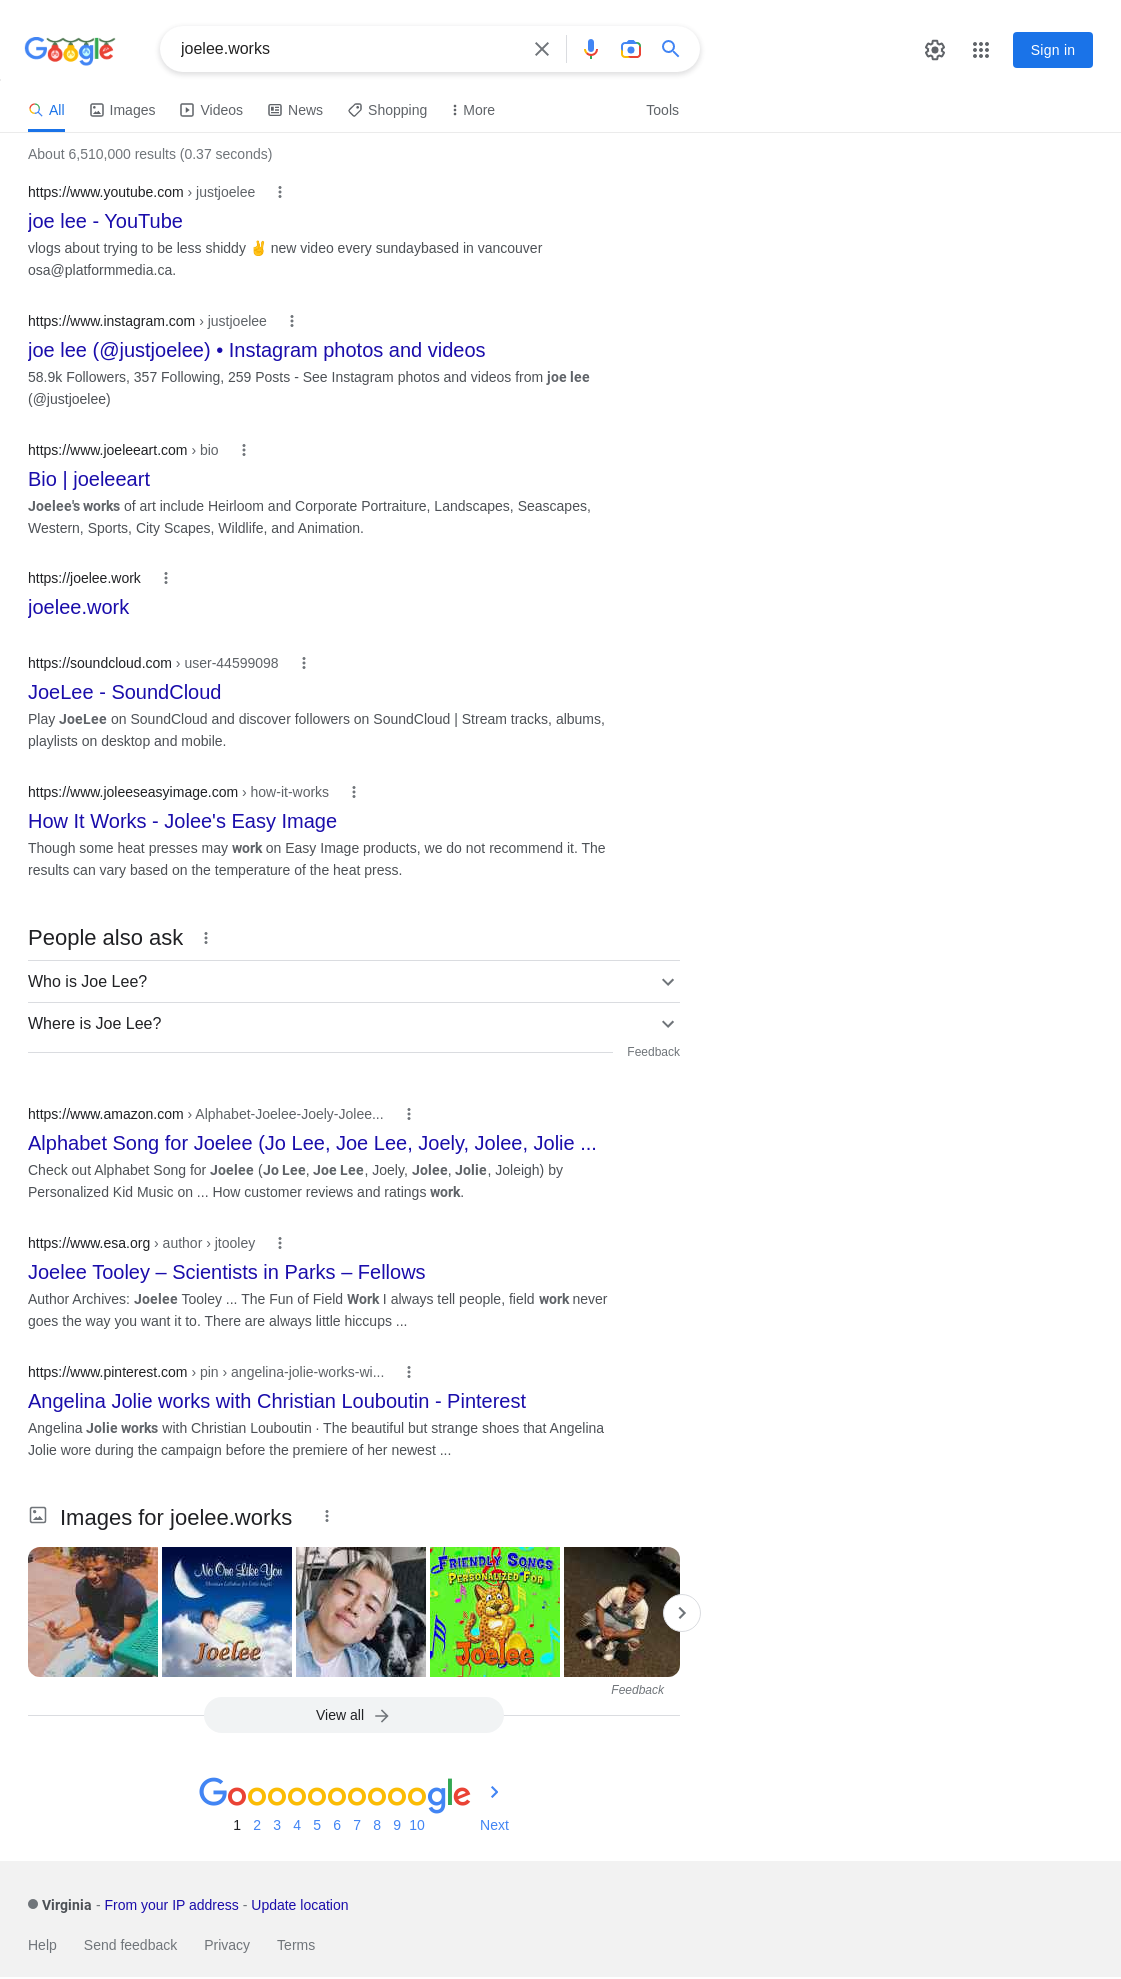 Google
joelee.works
Sign in
All
Images
Videos
News
Shopping
More
Tools
About 6,510,000 results (0.37 seconds)
https://www.youtube.com › justjoelee
joe lee - YouTube
vlogs about trying to be less shiddy ✌ new video every sundaybased in vancouver
osa@platformmedia.ca.
https://www.instagram.com › justjoelee
joe lee (@justjoelee) • Instagram photos and videos
58.9k Followers, 357 Following, 259 Posts - See Instagram photos and videos from joe lee
(@justjoelee)
https://www.joeleeart.com › bio
Bio | joeleeart
Joelee's works of art include Heirloom and Corporate Portraiture, Landscapes, Seascapes,
Western, Sports, City Scapes, Wildlife, and Animation.
https://joelee.work
joelee.work
https://soundcloud.com › user-44599098
JoeLee - SoundCloud
Play JoeLee on SoundCloud and discover followers on SoundCloud | Stream tracks, albums,
playlists on desktop and mobile.
https://www.joleeseasyimage.com › how-it-works
How It Works - Jolee's Easy Image
Though some heat presses may work on Easy Image products, we do not recommend it. The
results can vary based on the temperature of the heat press.
People also ask
Who is Joe Lee?
Where is Joe Lee?
Feedback
https://www.amazon.com › Alphabet-Joelee-Joely-Jolee...
Alphabet Song for Joelee (Jo Lee, Joe Lee, Joely, Jolee, Jolie ...
Check out Alphabet Song for Joelee (Jo Lee, Joe Lee, Joely, Jolee, Jolie, Joleigh) by
Personalized Kid Music on ... How customer reviews and ratings work.
https://www.esa.org › author › jtooley
Joelee Tooley – Scientists in Parks – Fellows
Author Archives: Joelee Tooley ... The Fun of Field Work I always tell people, field work never
goes the way you want it to. There are always little hiccups ...
https://www.pinterest.com › pin › angelina-jolie-works-wi...
Angelina Jolie works with Christian Louboutin - Pinterest
Angelina Jolie works with Christian Louboutin · The beautiful but strange shoes that Angelina
Jolie wore during the campaign before the premiere of her newest ...
Images for joelee.works
No One Like You
Joelee
FRIENDLY SONGS
PERSONALIZED FOR
Joelee
Feedback
View all
Goooooooooogle
1 2 3 4 5 6 7 8 9 10 Next
Virginia - From your IP address - Update location
Help Send feedback Privacy Terms